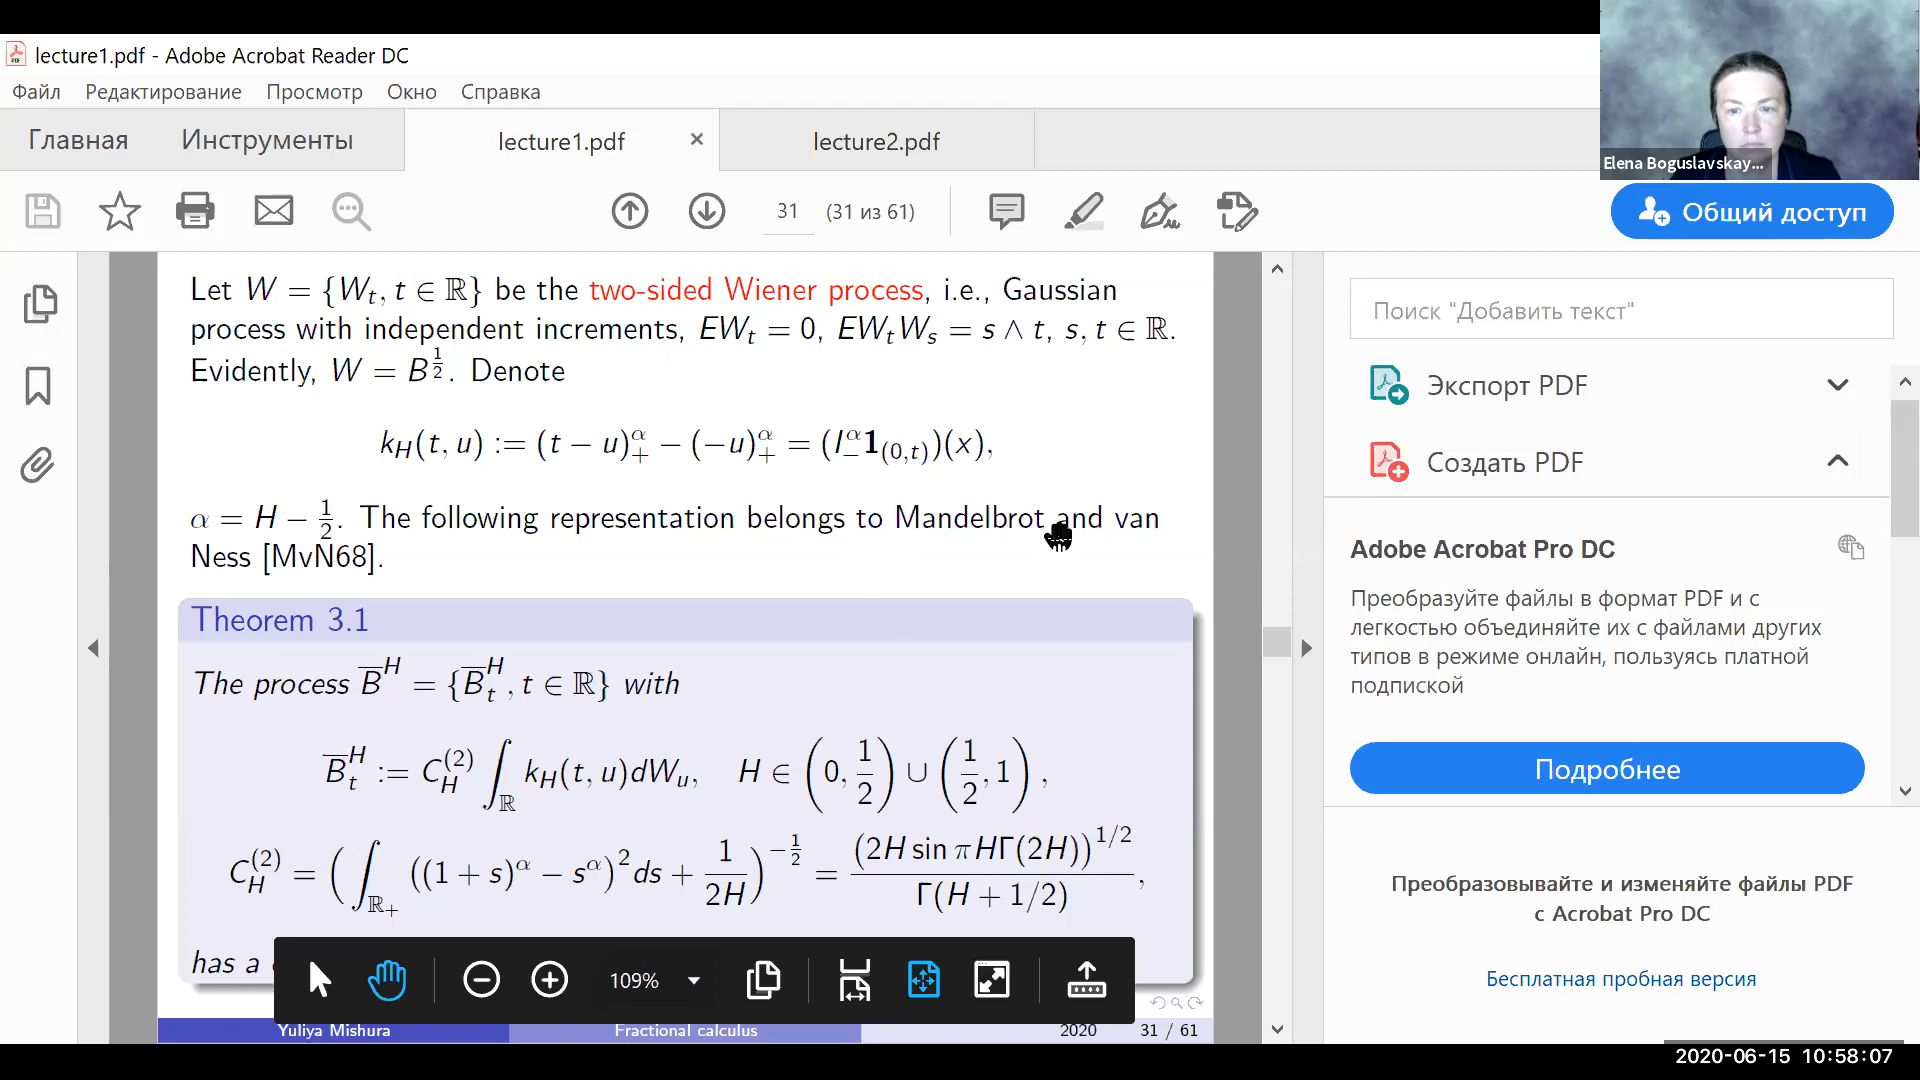 lecture1.pdf - Adobe Acrobat Reader DC
Файл Редактирование Просмотр Окно Справка
Главная Инструменты lecture1.pdf × lecture2.pdf
Elena Boguslavskay...
31 (31 из 61)
Общий доступ
Let W = {W_t, t ∈ ℝ} be the two-sided Wiener process, i.e., Gaussian
process with independent increments, EW_t = 0, EW_tW_s = s ∧ t, s, t ∈ ℝ.
Evidently, W = B^{1/2}. Denote
k_H(t, u) := (t − u)_+^α − (−u)_+^α = (I_−^α 𝟏_{(0,t)})(x),
α = H − 1/2. The following representation belongs to Mandelbrot and van
Ness [MvN68].
Theorem 3.1
The process \overline{B}^H = {\overline{B}_t^H, t ∈ ℝ} with
\overline{B}_t^H := C_H^{(2)} ∫_ℝ k_H(t, u)dW_u, H ∈ (0, 1/2) ∪ (1/2, 1),
C_H^{(2)} = (∫_{ℝ_+} ((1 + s)^α − s^α)^2 ds + 1/2H)^{−1/2} = (2H sin πHΓ(2H))^{1/2} / Γ(H + 1/2),
has a
109%
Yuliya Mishura Fractional calculus 2020 31 / 61
Поиск "Добавить текст"
Экспорт PDF
Создать PDF
Adobe Acrobat Pro DC
Преобразуйте файлы в формат PDF и с
легкостью объединяйте их с файлами других
типов в режиме онлайн, пользуясь платной
подпиской
Подробнее
Преобразовывайте и изменяйте файлы PDF
с Acrobat Pro DC
Бесплатная пробная версия
2020-06-15 10:58:07